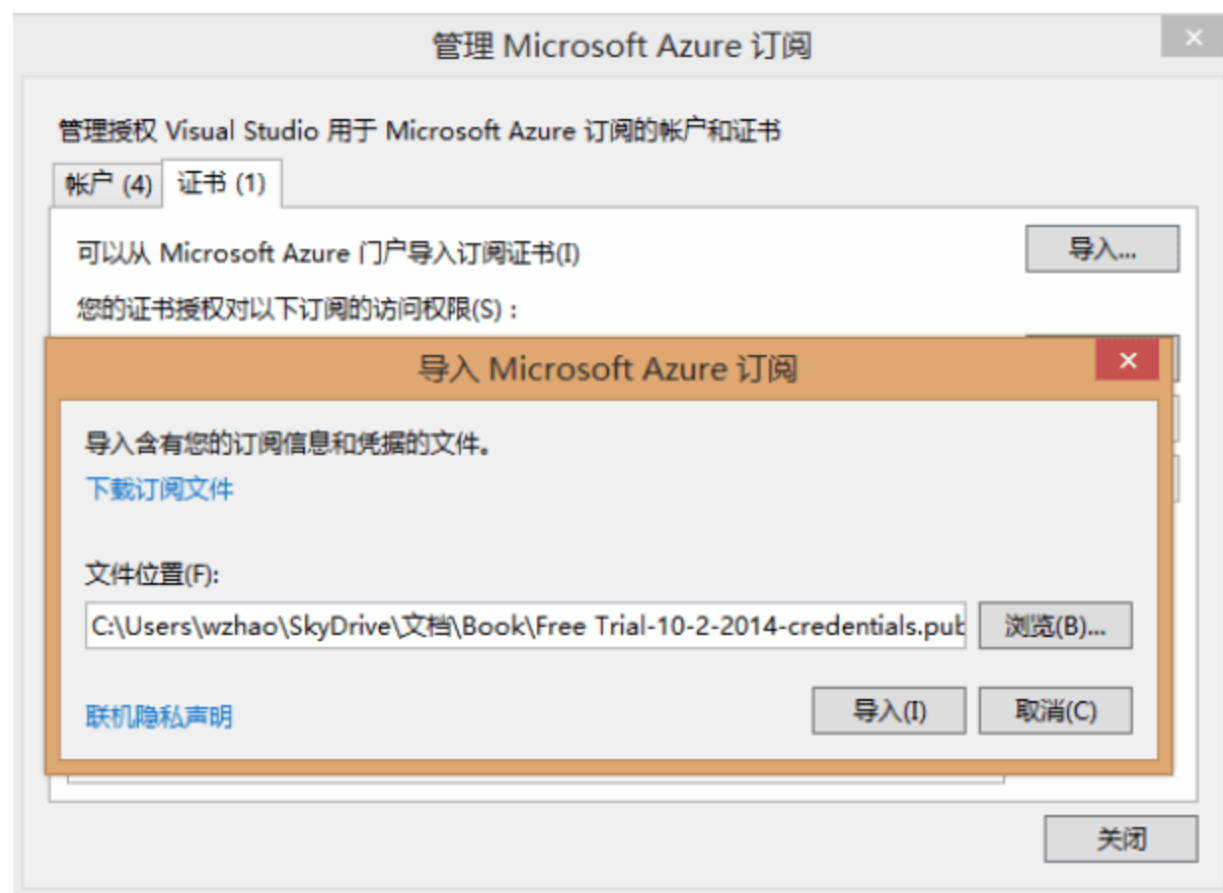 管理 Microsoft Azure 订阅
管理授权 Visual Studio 用于 Microsoft Azure 订阅的帐户和证书
帐户 (4) 证书 (1)
可以从 Microsoft Azure 门户导入订阅证书(I) 导入...
您的证书授权对以下订阅的访问权限(S)：
导入 Microsoft Azure 订阅
导入含有您的订阅信息和凭据的文件。
下载订阅文件
文件位置(F):
C:\Users\wzhao\SkyDrive\文档\Book\Free Trial-10-2-2014-credentials.pub 浏览(B)...
联机隐私声明 导入(I) 取消(C)
关闭